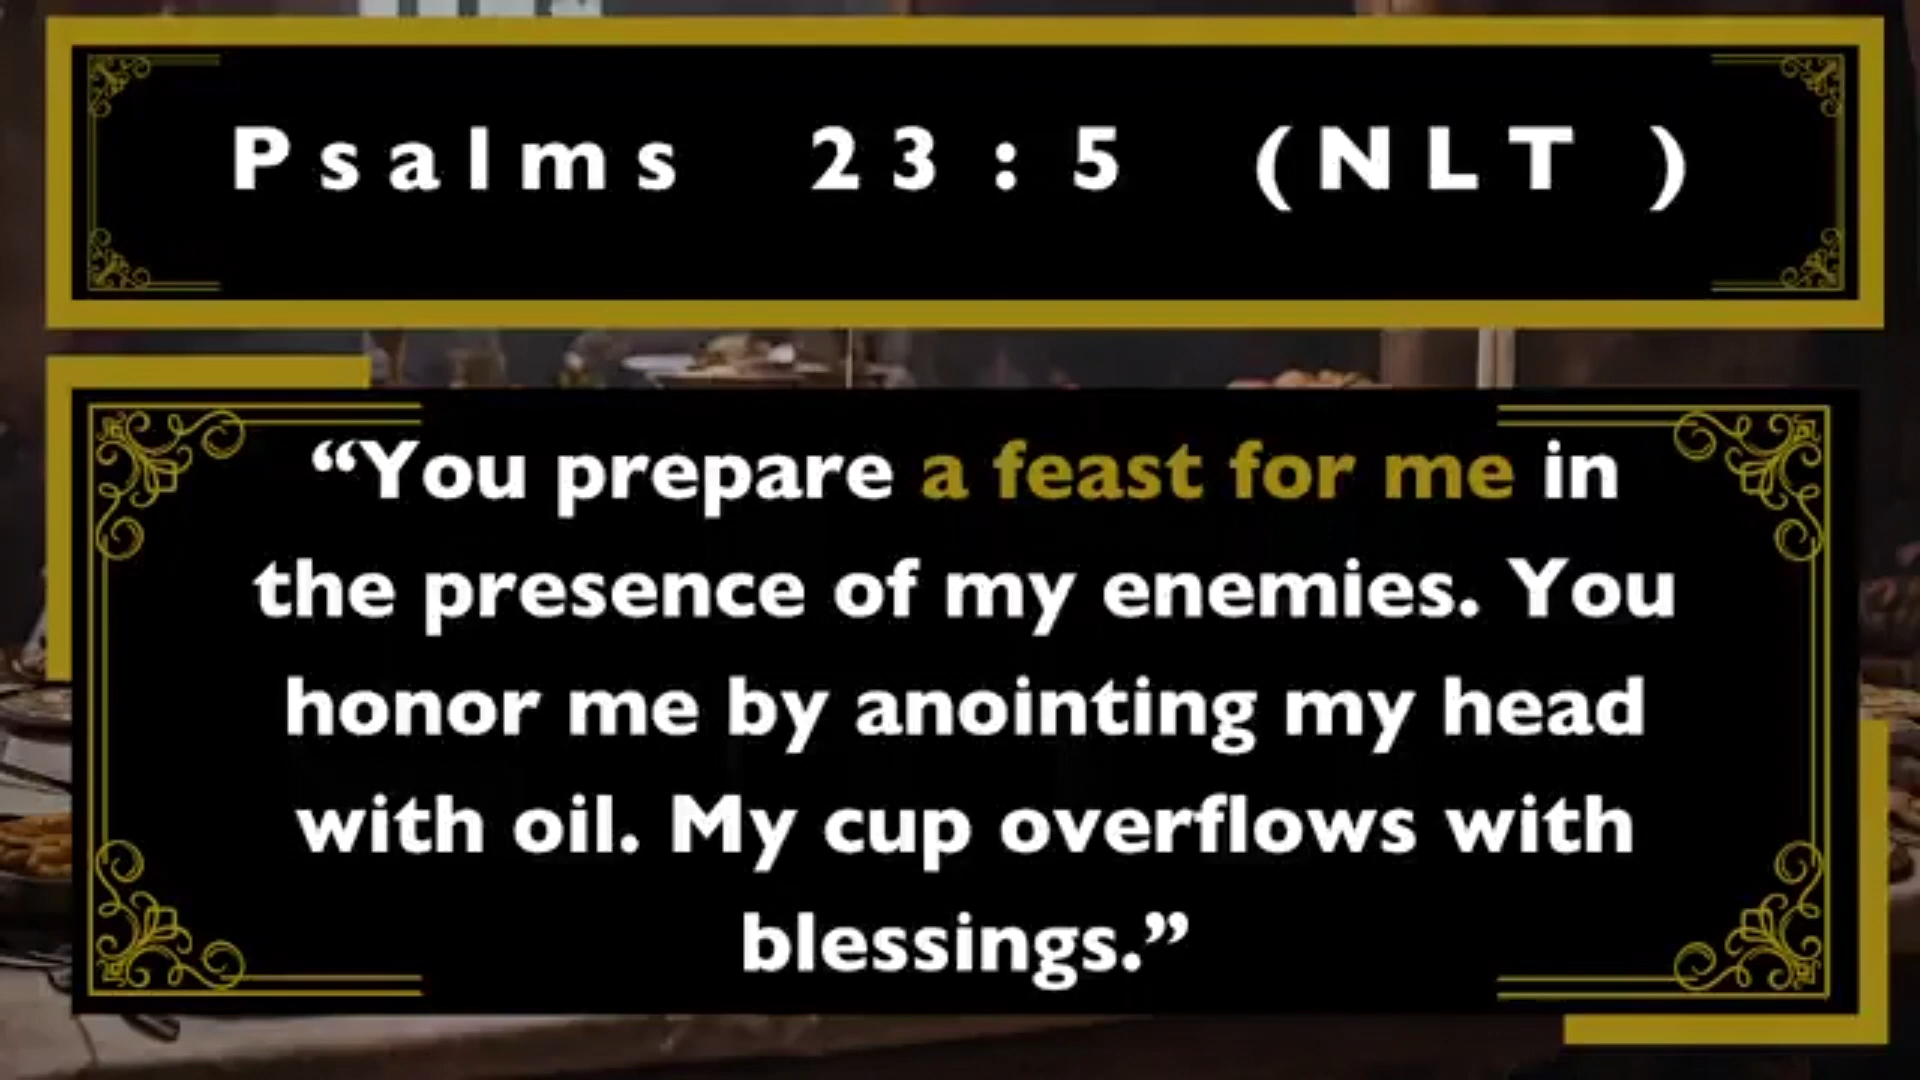 Psalms 23:5 (NLT )
“You prepare a feast for me in
the presence of my enemies. You
honor me by anointing my head
with oil. My cup overflows with
blessings.”